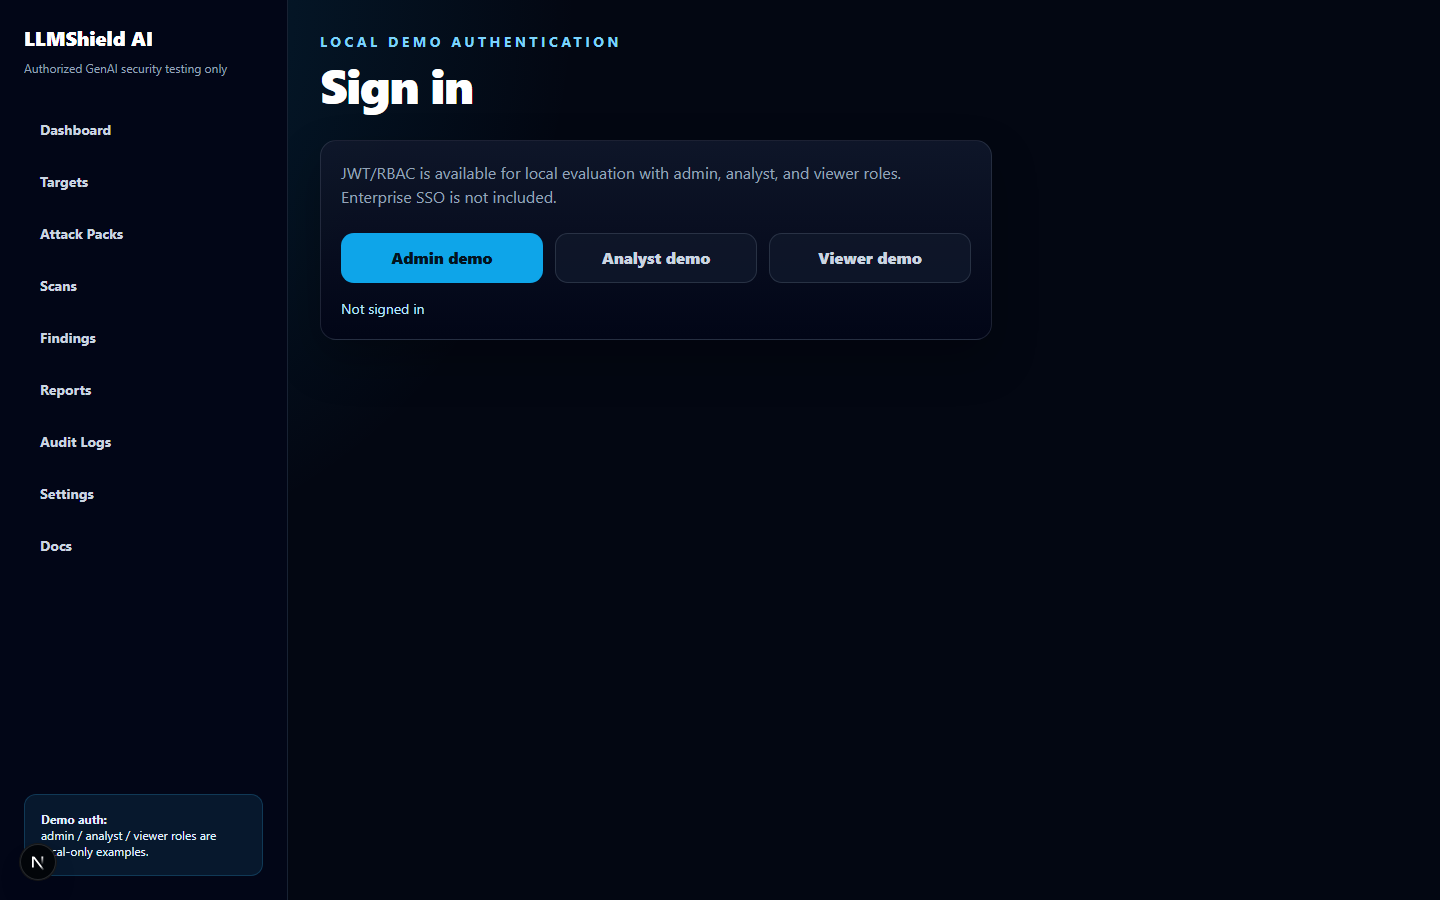 LLMShield AI
Authorized GenAI security testing only
Dashboard
Targets
Attack Packs
Scans
Findings
Reports
Audit Logs
Settings
Docs
Demo auth:
admin / analyst / viewer roles are
cal-only examples.
N
LOCAL DEMO AUTHENTICATION
Sign in
JWT/RBAC is available for local evaluation with admin, analyst, and viewer roles.
Enterprise SSO is not included.
Admin demo
Analyst demo
Viewer demo
Not signed in